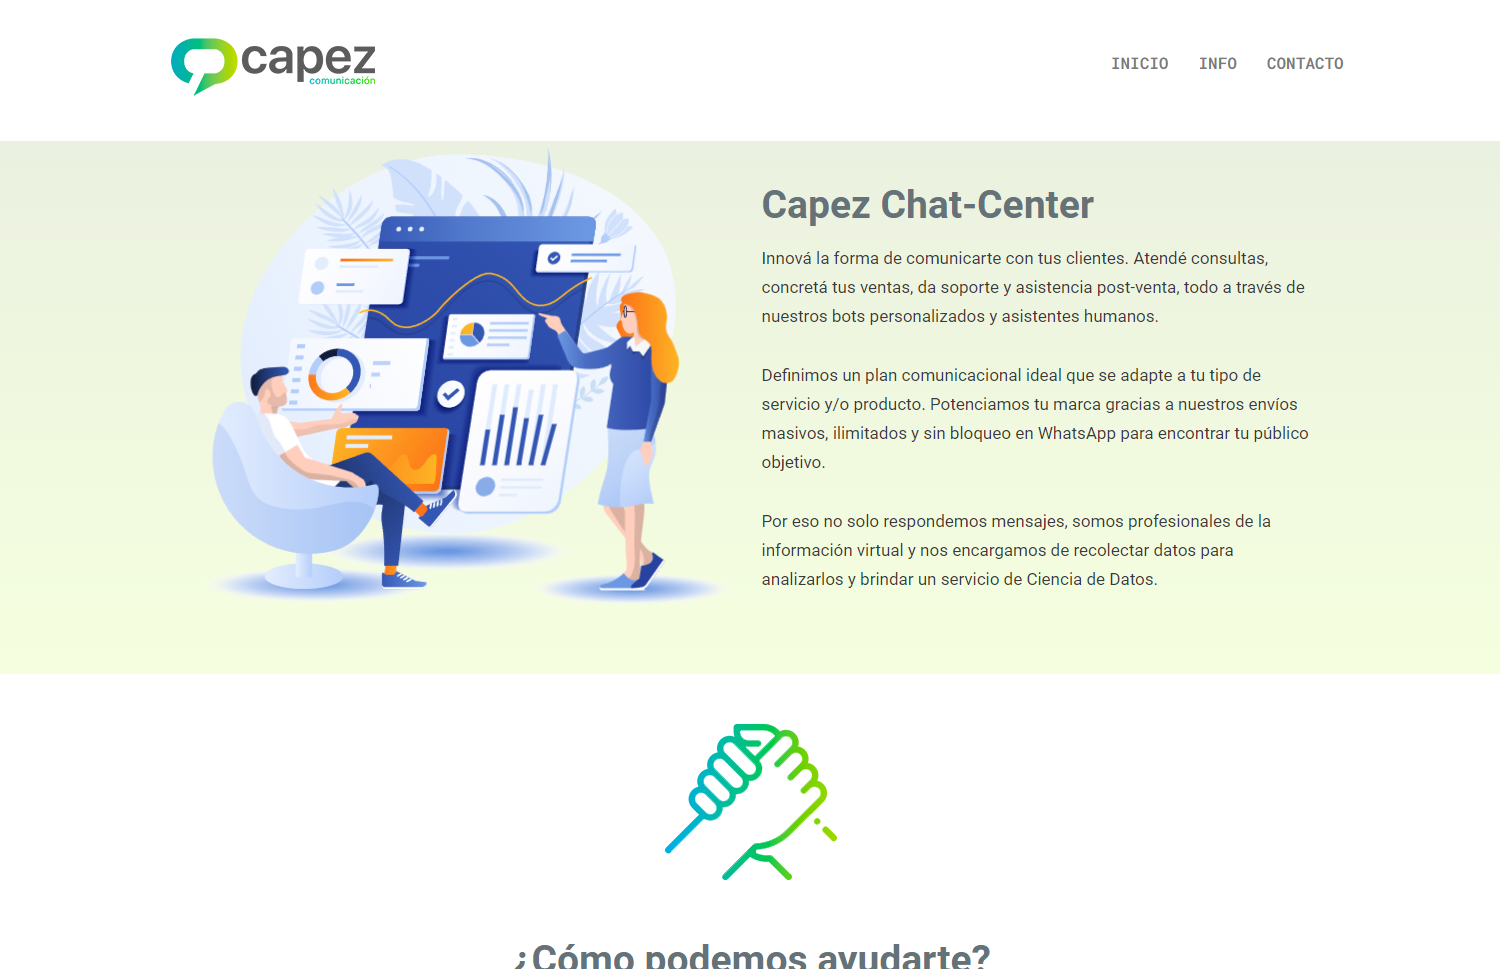 capez
comunicación
INICIO INFO CONTACTO
Capez Chat-Center
Innová la forma de comunicarte con tus clientes. Atendé consultas,
concretá tus ventas, da soporte y asistencia post-venta, todo a través de
nuestros bots personalizados y asistentes humanos.
Definimos un plan comunicacional ideal que se adapte a tu tipo de
servicio y/o producto. Potenciamos tu marca gracias a nuestros envíos
masivos, ilimitados y sin bloqueo en WhatsApp para encontrar tu público
objetivo.
Por eso no solo respondemos mensajes, somos profesionales de la
información virtual y nos encargamos de recolectar datos para
analizarlos y brindar un servicio de Ciencia de Datos.
¿Cómo podemos ayudarte?